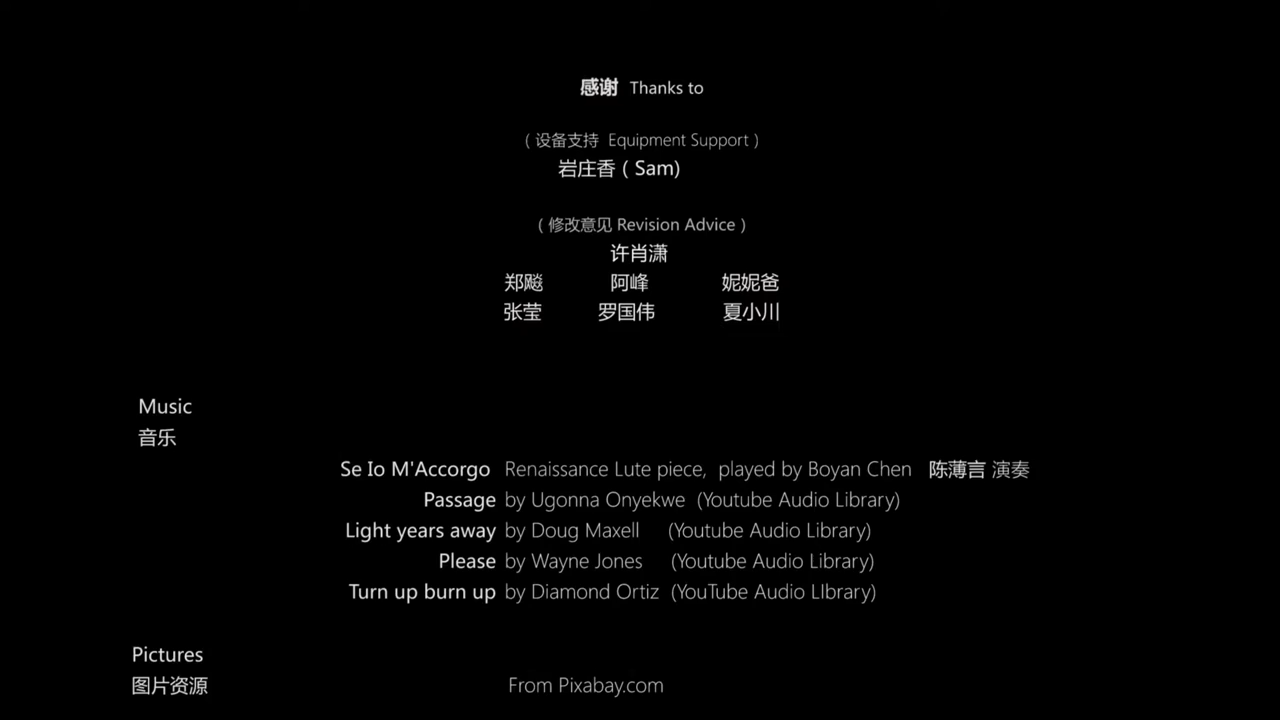 感谢 Thanks to
( 设备支持 Equipment Support )
岩庄香 ( Sam)
( 修改意见 Revision Advice )
许肖潇
郑飚 阿峰 妮妮爸
张莹 罗国伟 夏小川
Music
音乐
Se Io M'Accorgo Renaissance Lute piece, played by Boyan Chen 陈薄言 演奏
Passage by Ugonna Onyekwe (Youtube Audio Library)
Light years away by Doug Maxell (Youtube Audio Library)
Please by Wayne Jones (Youtube Audio Library)
Turn up burn up by Diamond Ortiz (YouTube Audio LIbrary)
Pictures
图片资源 From Pixabay.com